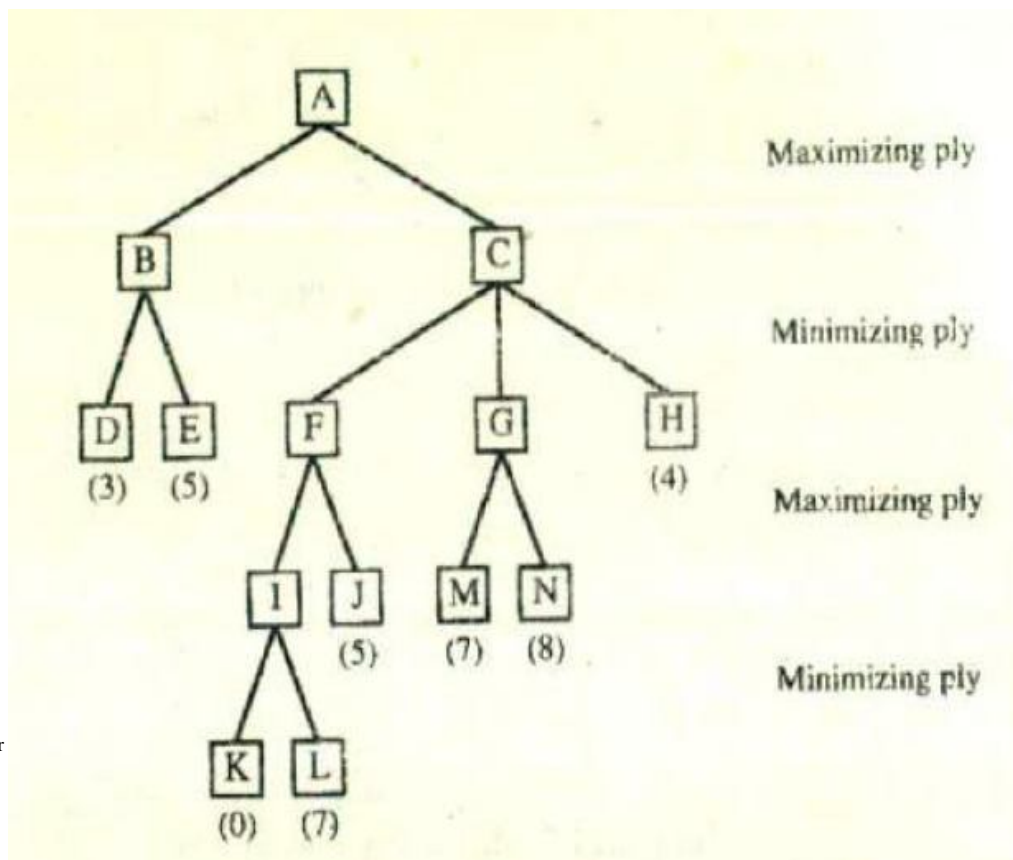 A
Maximizing ply
B
C
Minimizing ply
D
E
F
G
H
(3)
(5)
(4)
Maximizing ply
I
J
M
N
(5)
(7)
(8)
Minimizing ply
r
K
L
(0)
(7)